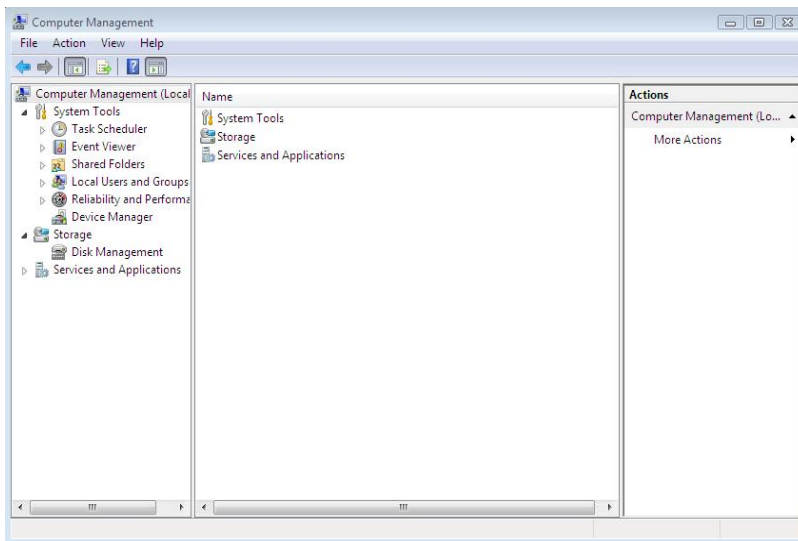 Computer Management
File Action View Help
Computer Management (Local
System Tools
Task Scheduler
Event Viewer
Shared Folders
Local Users and Groups
Reliability and Performa
Device Manager
Storage
Disk Management
Services and Applications
Name
System Tools
Storage
Services and Applications
Actions
Computer Management (Lo...
More Actions